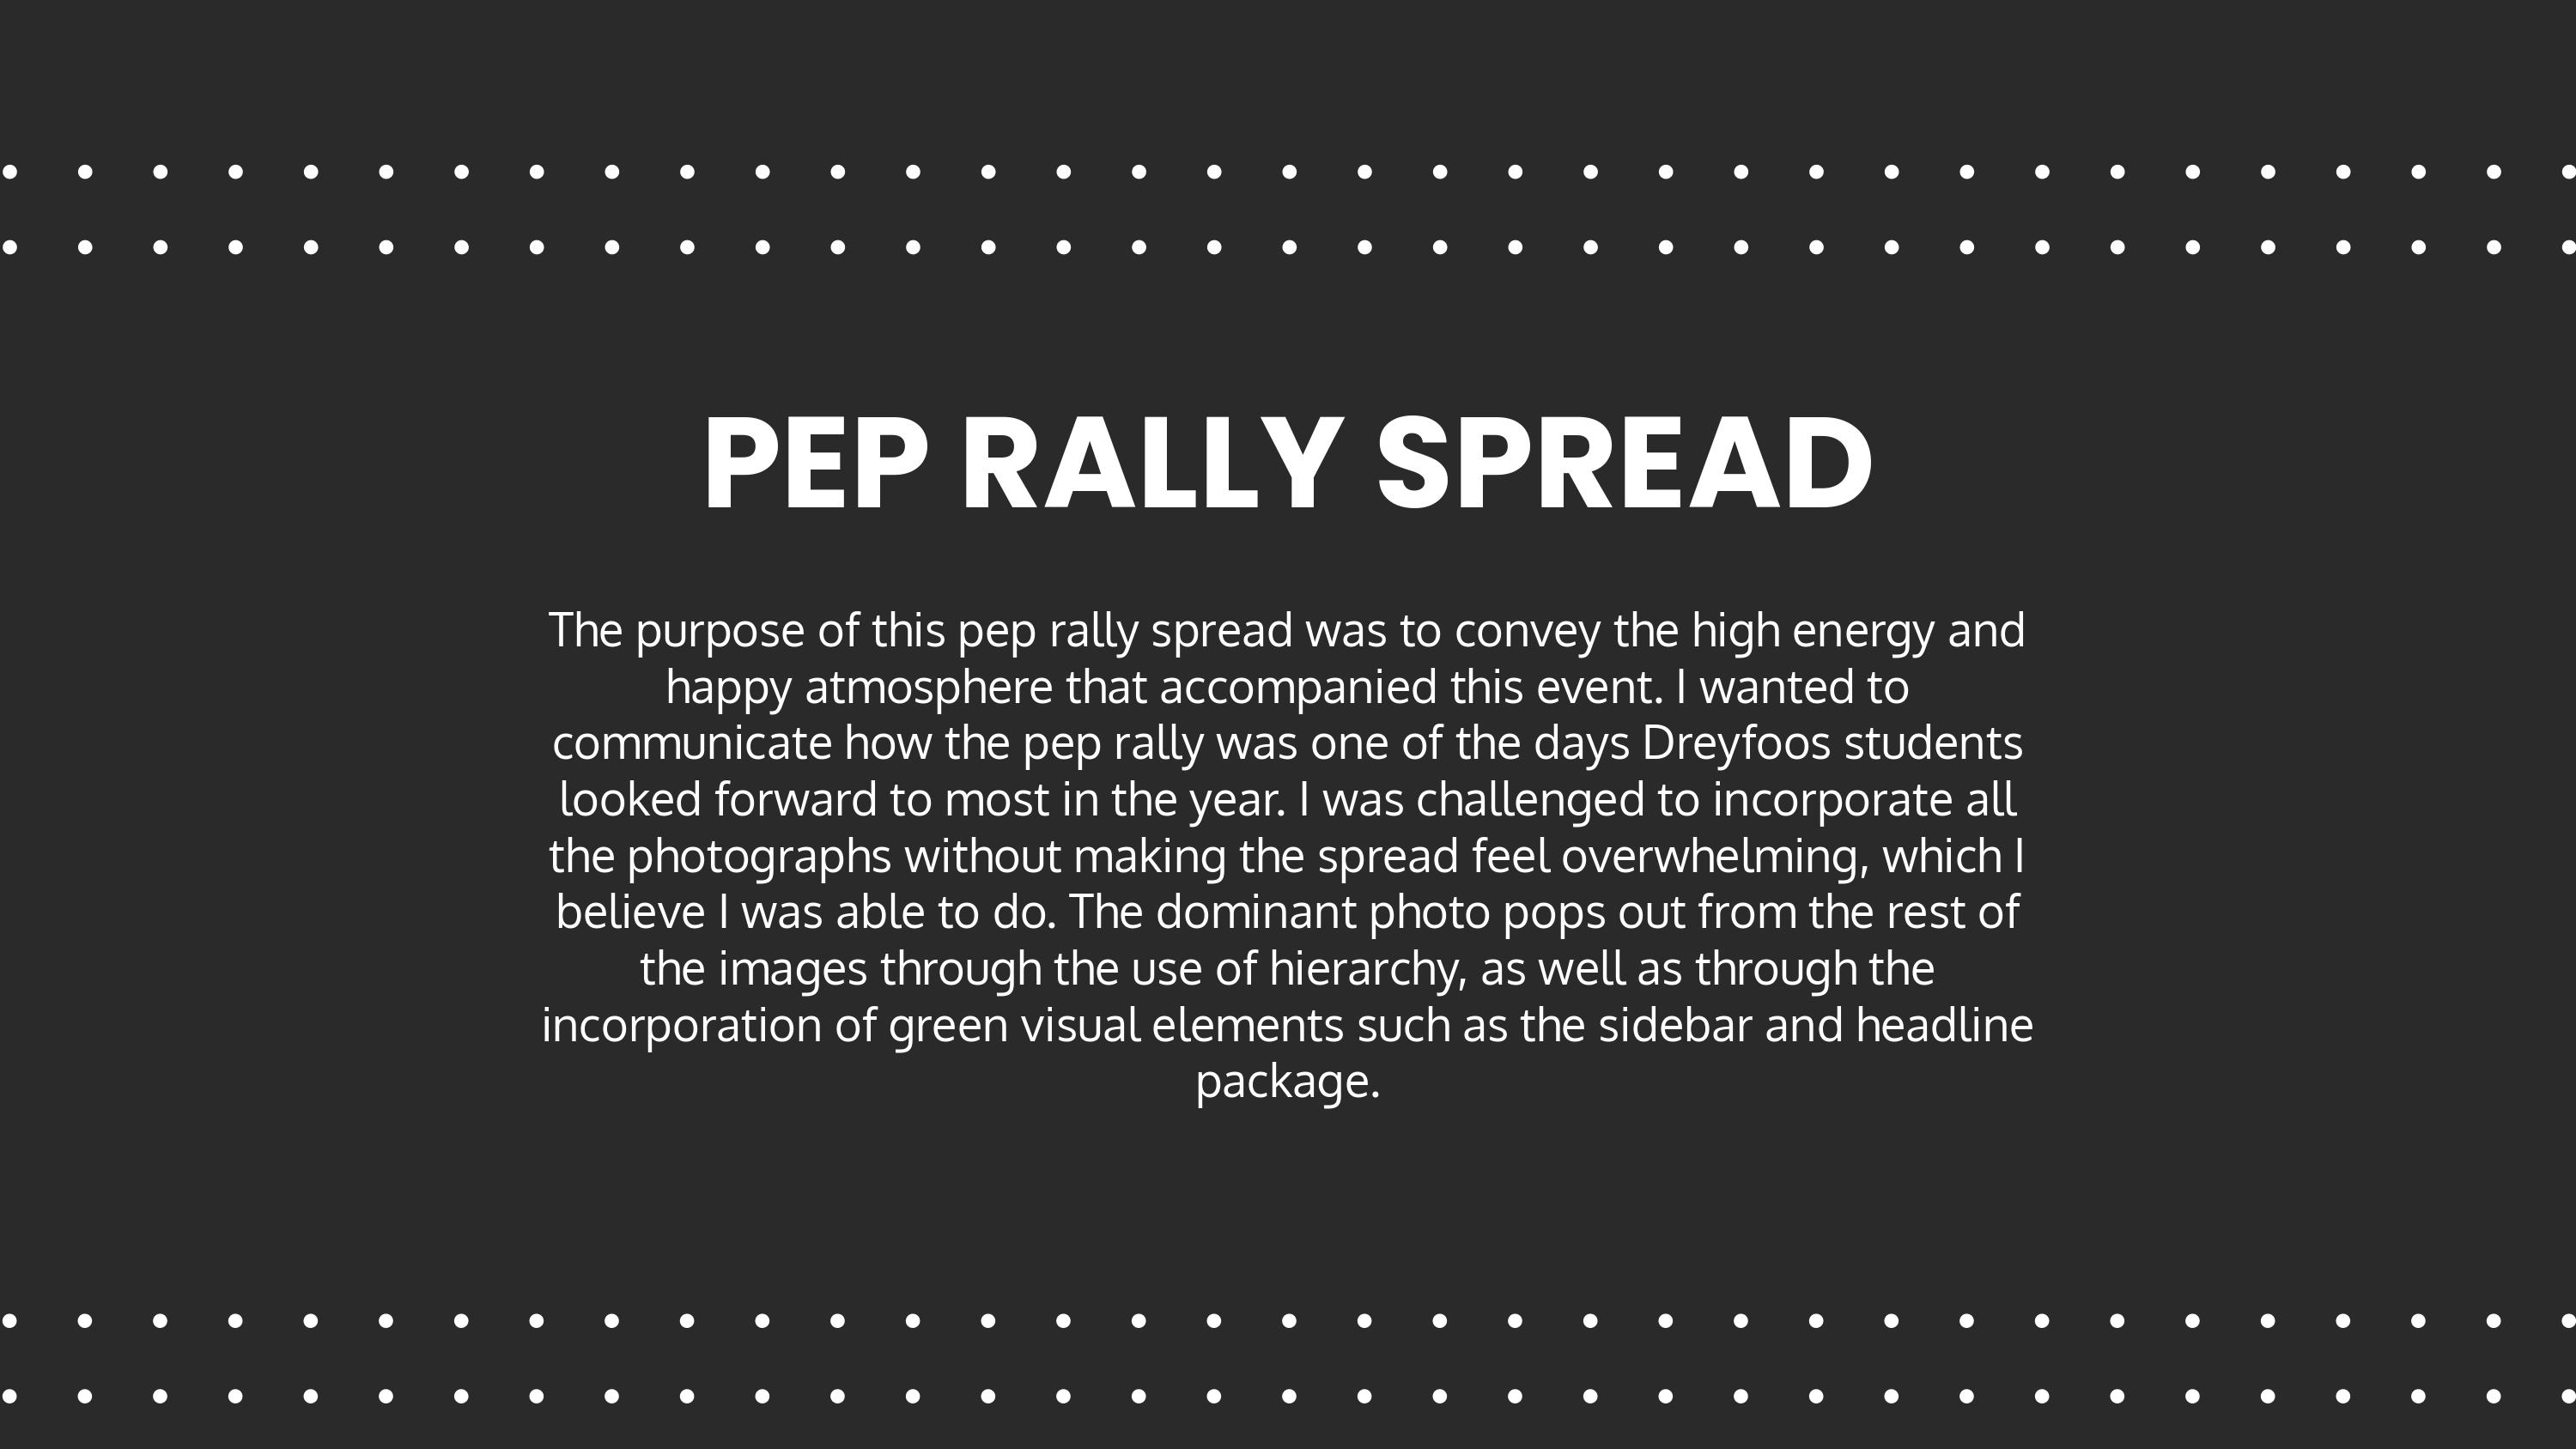 PEP RALLY SPREAD
The purpose of this pep rally spread was to convey the high energy and
happy atmosphere that accompanied this event. I wanted to
communicate how the pep rally was one of the days Dreyfoos students
looked forward to most in the year. I was challenged to incorporate all
the photographs without making the spread feel overwhelming, which I
believe I was able to do. The dominant photo pops out from the rest of
the images through the use of hierarchy, as well as through the
incorporation of green visual elements such as the sidebar and headline
package.